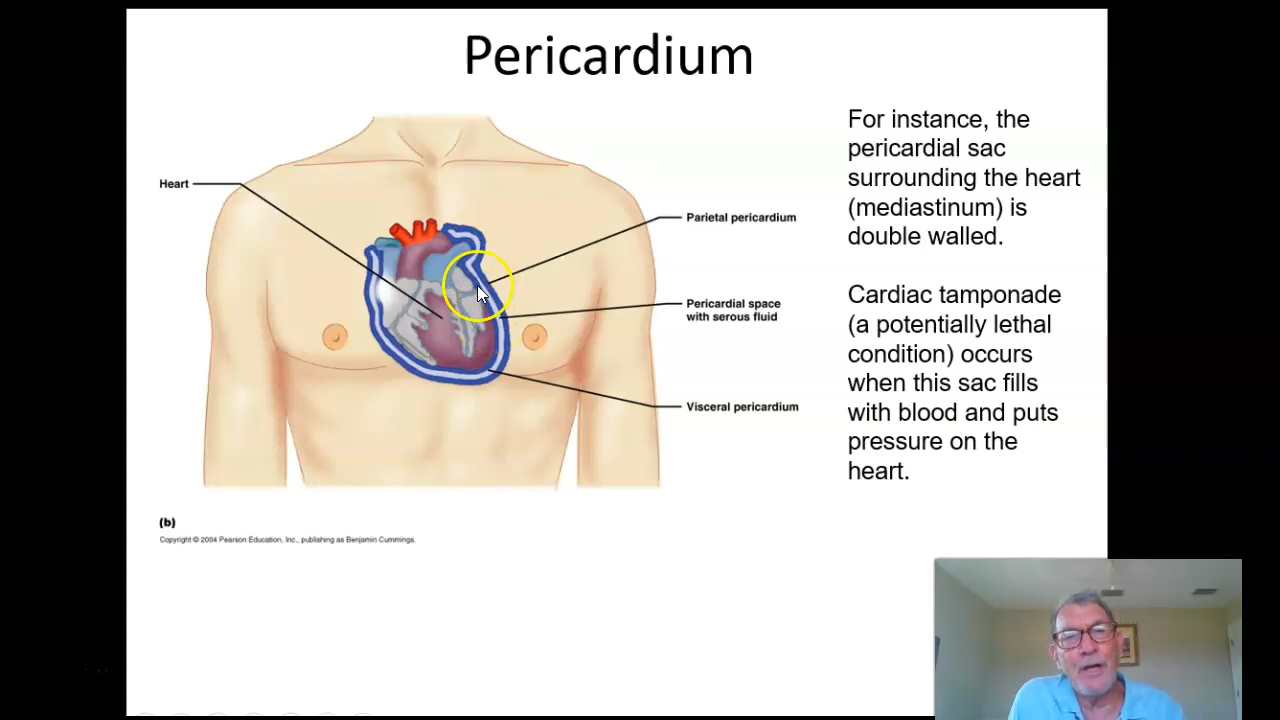 Pericardium
Heart
Parietal pericardium
Pericardial space
with serous fluid
Visceral pericardium
(b)
Copyright © 2004 Pearson Education, Inc., publishing as Benjamin Cummings.
For instance, the
pericardial sac
surrounding the heart
(mediastinum) is
double walled.
Cardiac tamponade
(a potentially lethal
condition) occurs
when this sac fills
with blood and puts
pressure on the
heart.